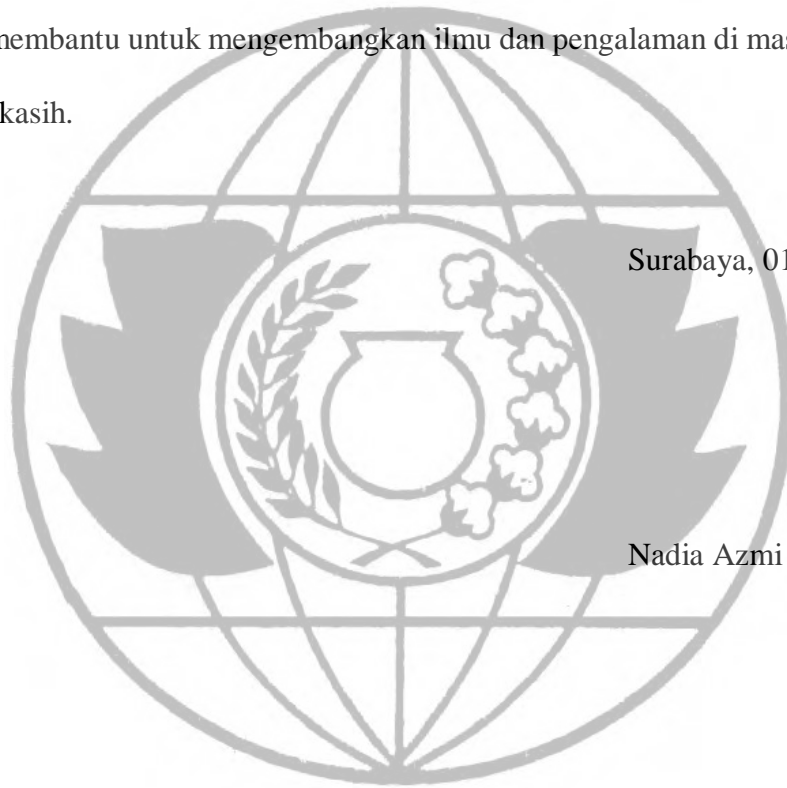 membantu untuk mengembangkan ilmu dan pengalaman di mas
kasih.
Surabaya, 01
Nadia Azmi